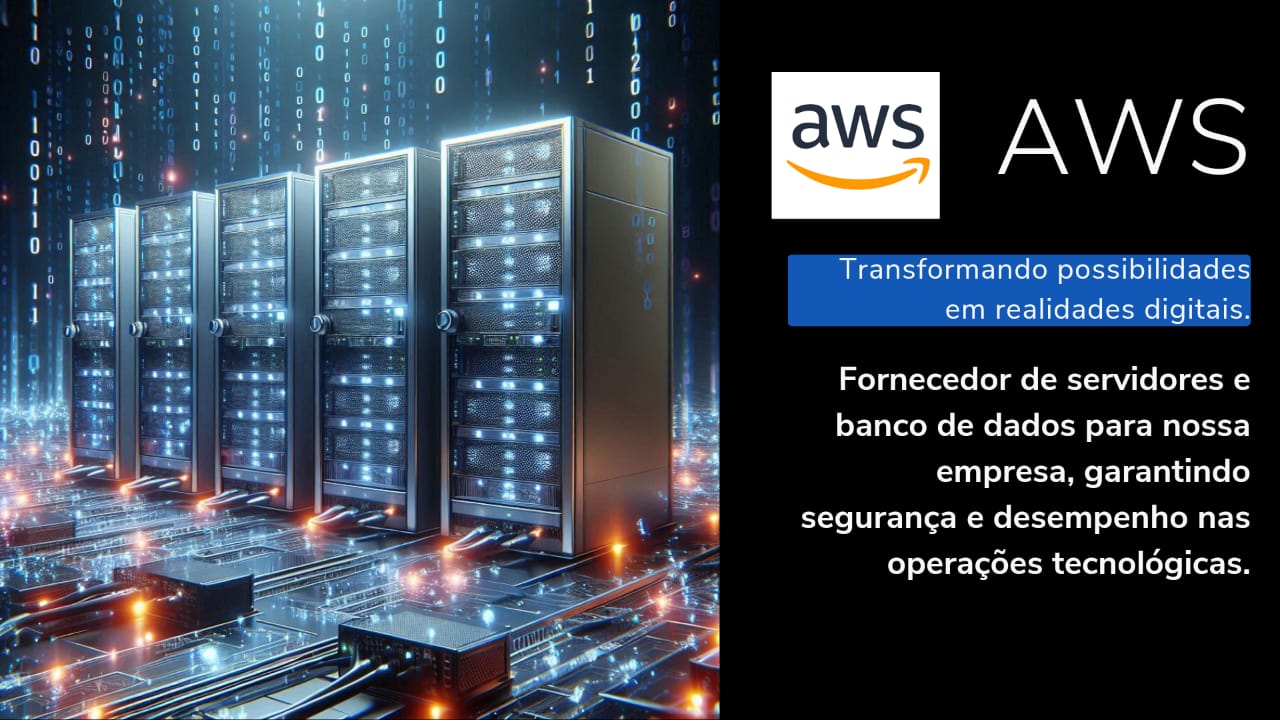 aws
AWS
Transformando possibilidades
em realidades digitais.
Fornecedor de servidores e
banco de dados para nossa
empresa, garantindo
segurança e desempenho nas
operações tecnológicas.